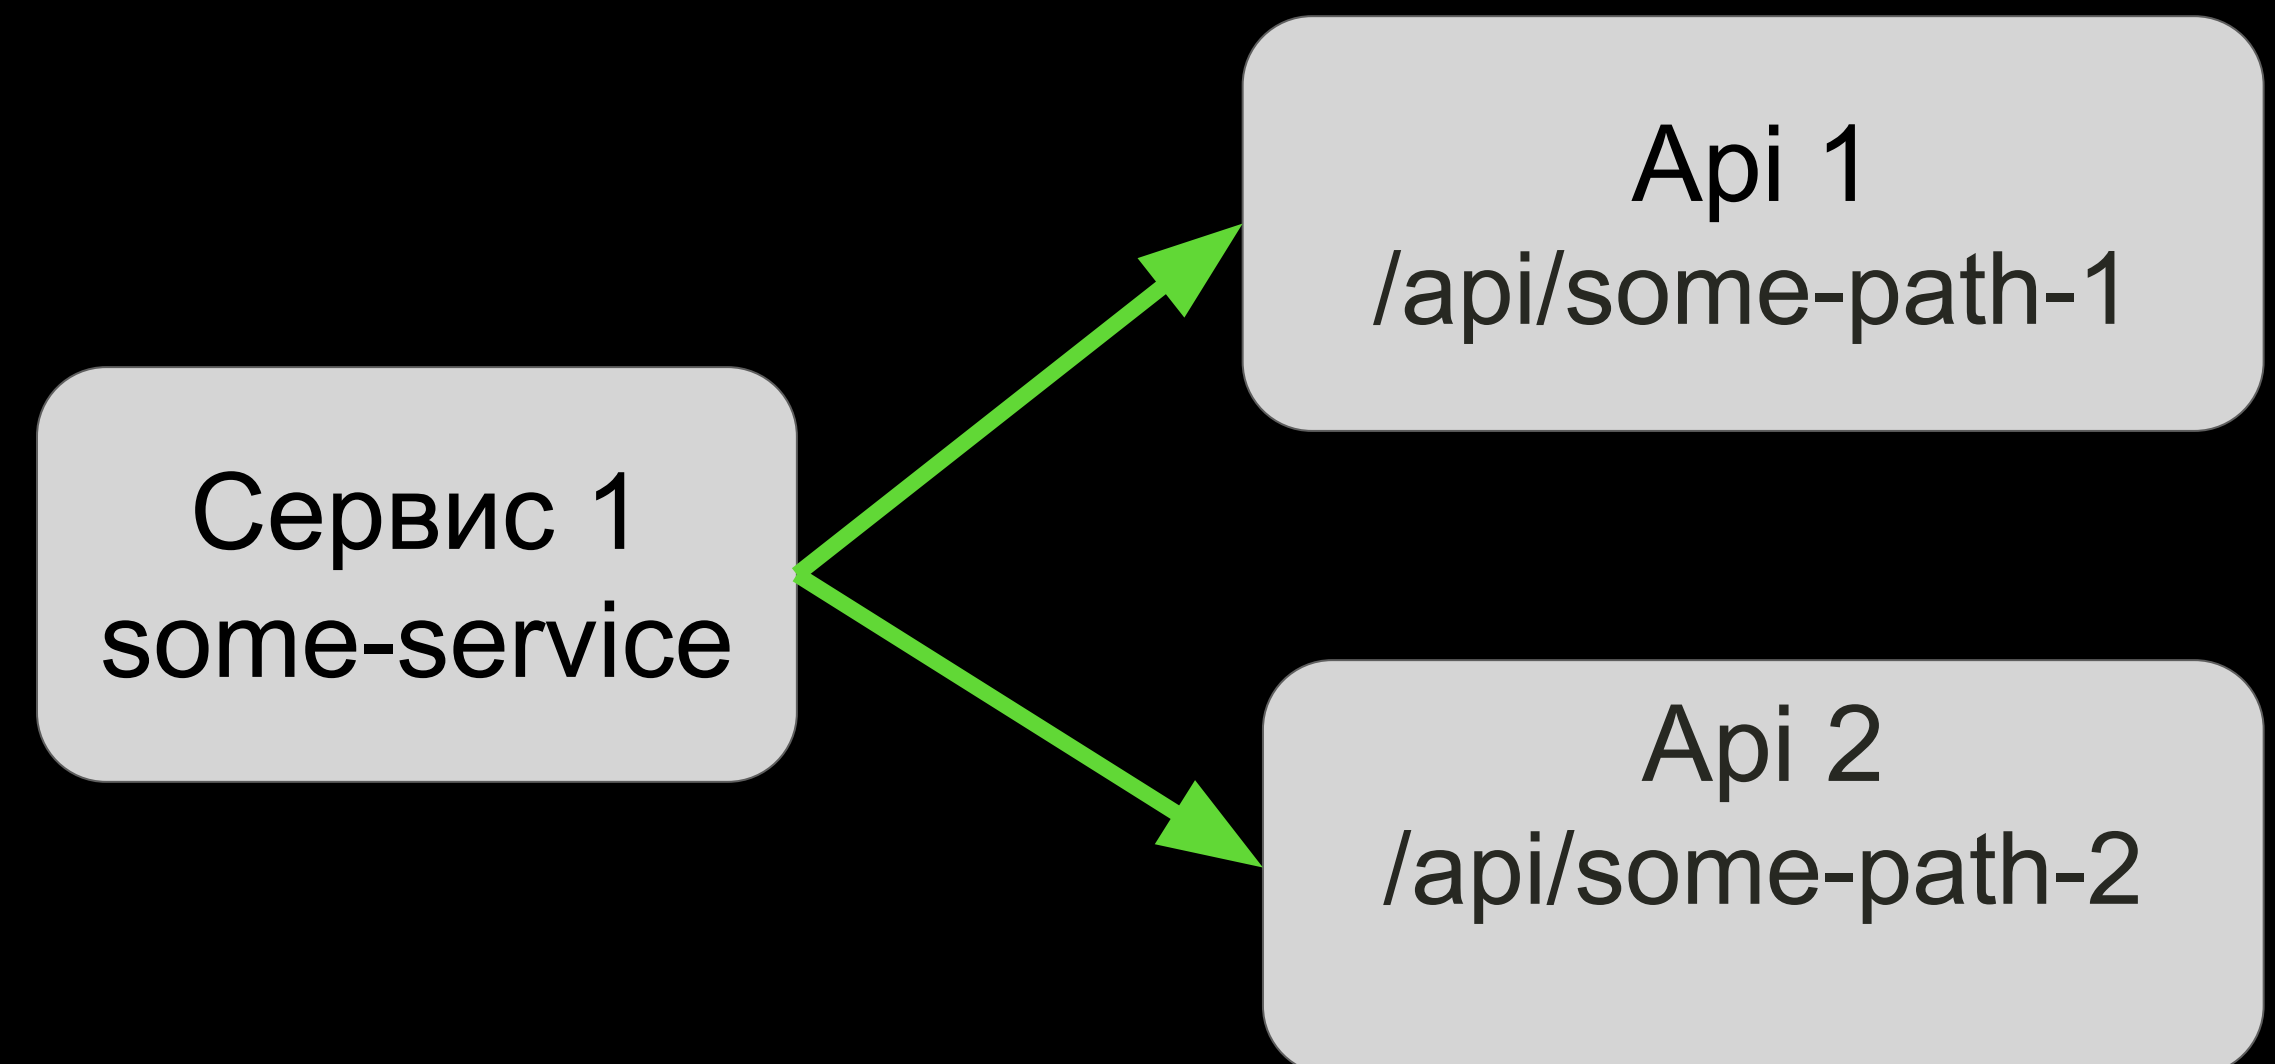 Api 1
/api/some-path-1
Сервис 1
some-service
Api 2
/api/some-path-2